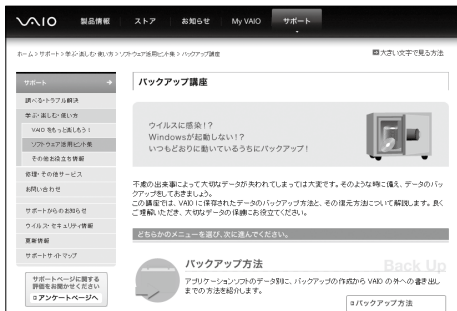 VAIO 製品情報 ストア お知らせ My VAIO サポート
ホーム > サポート > 学ぶ・楽しむ・使い方 > ソフトウェア活用ヒント集 > バックアップ講座
大きい文字で見る方法
サポート
調べる・トラブル解決
学ぶ・楽しむ・使い方
VAIO をもっと楽しもう！
ソフトウェア活用ヒント集
その他お役立ち情報
修理・その他サービス
お問い合わせ
サポートからのお知らせ
ウイルス・セキュリティ情報
更新情報
サポートサイトマップ
サポートページに関する
評価をお聞かせください
アンケートページへ
バックアップ講座
ウイルスに感染！？
Windowsが起動しない！？
いつもどおりに動いているうちにバックアップ！
不慮の出来事によって大切なデータが失われてしまっては大変です。そのような時に備え、データのバッ
クアップをしておきましょう。
この講座では、VAIO に保存されたデータのバックアップ方法と、その復元方法について解説します。良く
ご理解いただき、大切なデータの保護にお役立てください。
どちらかのメニューを選び、次に進んでください。
バックアップ方法
Back Up
アプリケーションソフトのデータ別に、バックアップの作成から VAIO の外への書き出し
までの方法を紹介します。
バックアップ方法